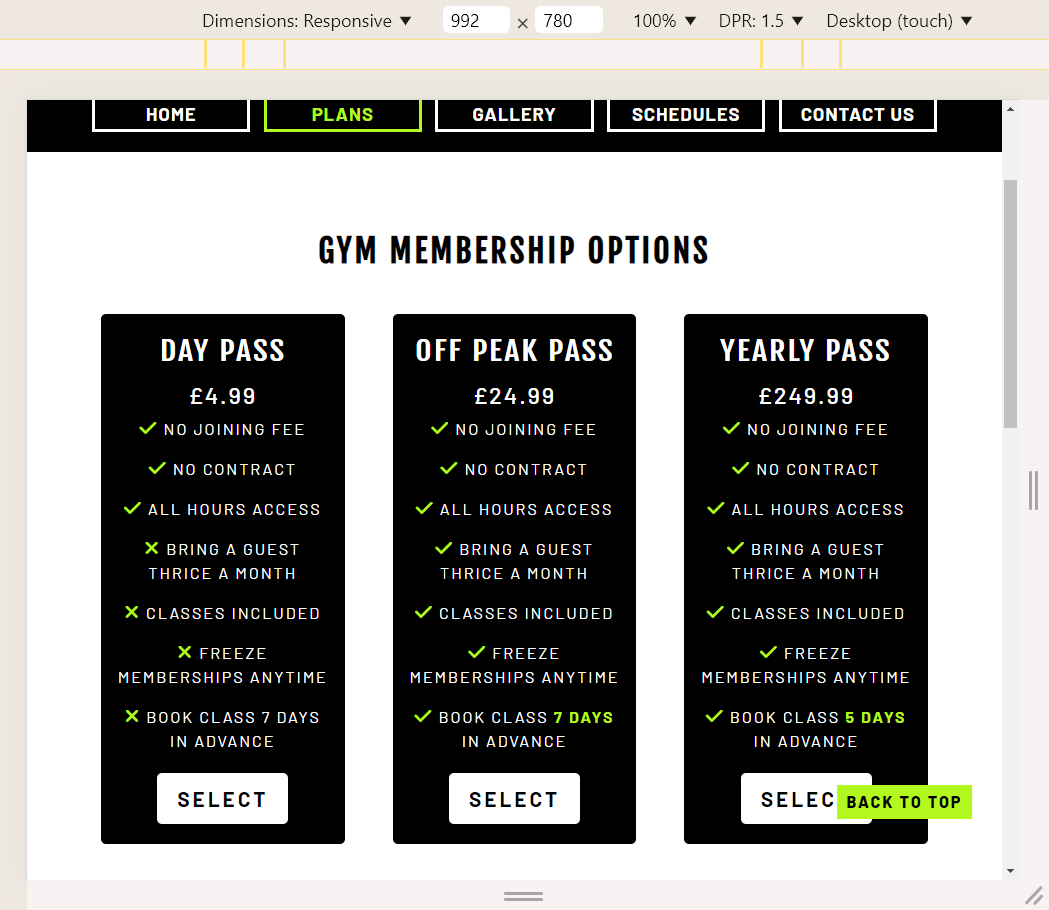 Dimensions: Responsive ▼ 992 × 780 100% ▼ DPR: 1.5 ▼ Desktop (touch) ▼
HOME PLANS GALLERY SCHEDULES CONTACT US
GYM MEMBERSHIP OPTIONS
DAY PASS
£4.99
✓ NO JOINING FEE
✓ NO CONTRACT
✓ ALL HOURS ACCESS
✕ BRING A GUEST
THRICE A MONTH
✕ CLASSES INCLUDED
✕ FREEZE
MEMBERSHIPS ANYTIME
✕ BOOK CLASS 7 DAYS
IN ADVANCE
SELECT
OFF PEAK PASS
£24.99
✓ NO JOINING FEE
✓ NO CONTRACT
✓ ALL HOURS ACCESS
✓ BRING A GUEST
THRICE A MONTH
✓ CLASSES INCLUDED
✓ FREEZE
MEMBERSHIPS ANYTIME
✓ BOOK CLASS 7 DAYS
IN ADVANCE
SELECT
YEARLY PASS
£249.99
✓ NO JOINING FEE
✓ NO CONTRACT
✓ ALL HOURS ACCESS
✓ BRING A GUEST
THRICE A MONTH
✓ CLASSES INCLUDED
✓ FREEZE
MEMBERSHIPS ANYTIME
✓ BOOK CLASS 5 DAYS
IN ADVANCE
SELEC
BACK TO TOP